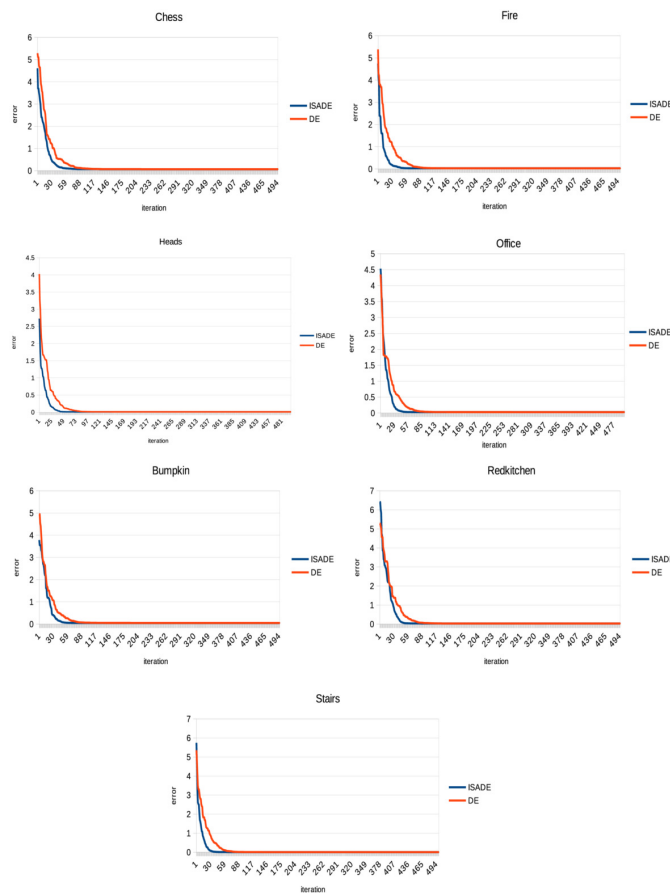 Chess
6
5
4
3
2
1
0
error
1 30 59 88 117 146 175 204 233 262 291 320 349 378 407 436 465 494
iteration
ISADE
DE
Fire
6
5
4
3
2
1
0
error
1 30 59 88 117 146 175 204 233 262 291 320 349 378 407 436 465 494
iteration
ISADE
DE
Heads
4.5
4
3.5
3
2.5
2
1.5
1
0.5
0
error
1 25 49 73 97 121 145 169 193 217 241 265 289 313 337 361 385 409 433 457 481
iteration
ISADE
DE
Office
5
4.5
4
3.5
3
2.5
2
1.5
1
0.5
0
error
1 29 57 85 113 141 169 197 225 253 281 309 337 365 393 421 449 477
iteration
ISADE
DE
Bumpkin
6
5
4
3
2
1
0
error
1 30 59 88 117 146 175 204 233 262 291 320 349 378 407 436 465 494
iteration
ISADE
DE
Redkitchen
7
6
5
4
3
2
1
0
error
1 30 59 88 117 146 175 204 233 262 291 320 349 378 407 436 465 494
iteration
ISADE
DE
Stairs
7
6
5
4
3
2
1
0
error
1 30 59 88 117 146 175 204 233 262 291 320 349 378 407 436 465 494
iteration
ISADE
DE